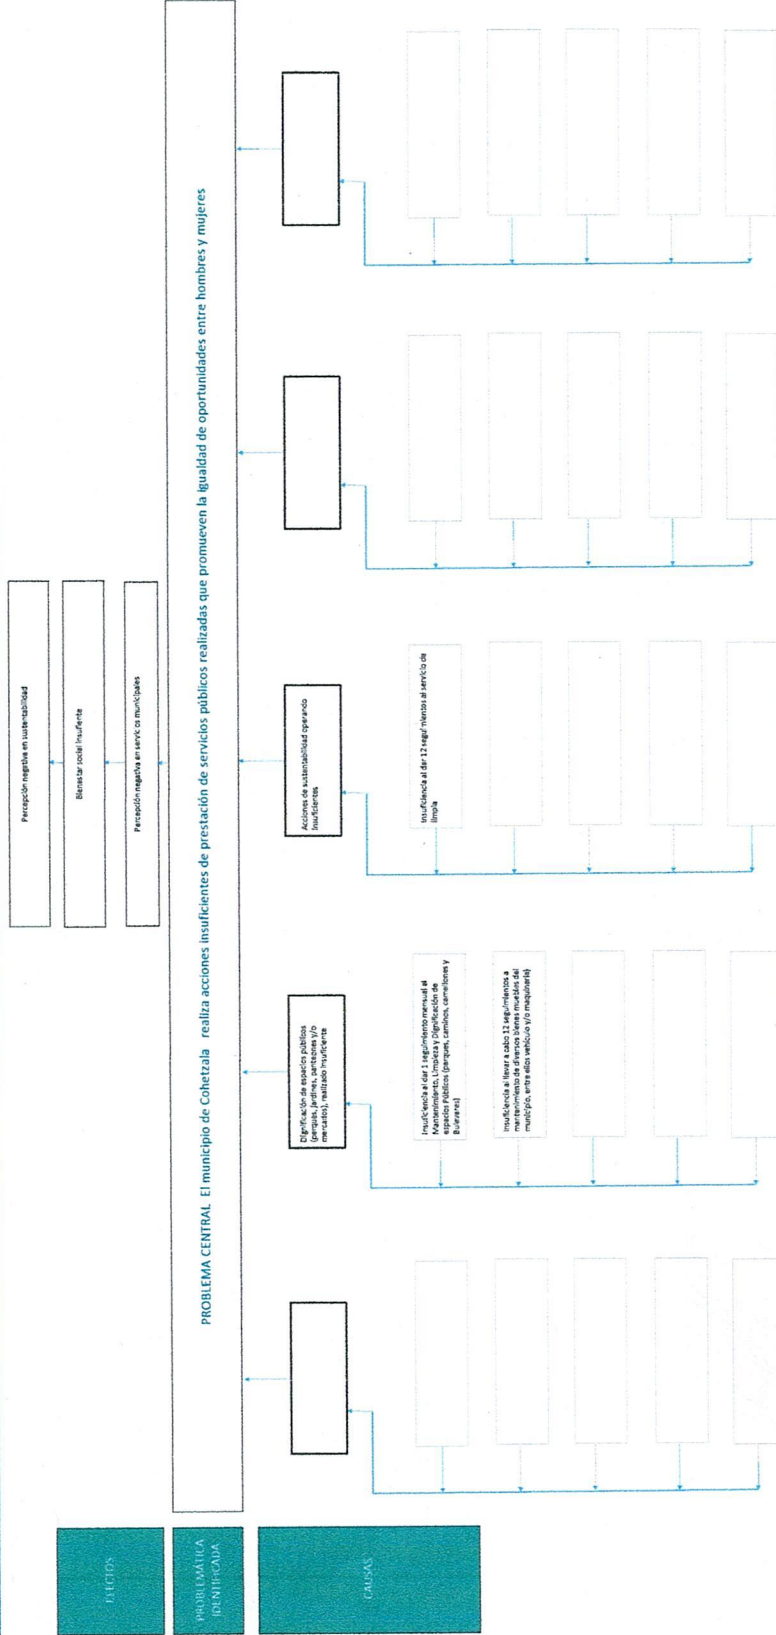 EFECTOS
Percepción negativa en sustentabilidad
Bienestar social insufiente
Percepción negativa en servicios municipales
PROBLEMÁTICA
IDENTIFICADA
PROBLEMA CENTRAL El municipio de Cohetzala realiza acciones insuficientes de prestación de servicios públicos realizadas que promueven la igualdad de oportunidades entre hombres y mujeres
CAUSAS
Dignificación de espacios públicos
(parques, jardines, panteones y/o
mercados), realizado insuficiente
Insuficiencia al dar 1 seguimiento mensual al
Mantenimiento, Limpieza y Dignificación de
espacios Públicos (parques, caminos, camellones y
Bulevares)
Insuficiencia al llevar a cabo 12 seguimientos a
mantenimiento de diversos bienes muebles del
municipio, entre ellos vehículo y/o maquinaria)
Acciones de sustentabilidad operando
insuficientes
Insuficiencia al dar 12 seguimientos al servicio de
limpia